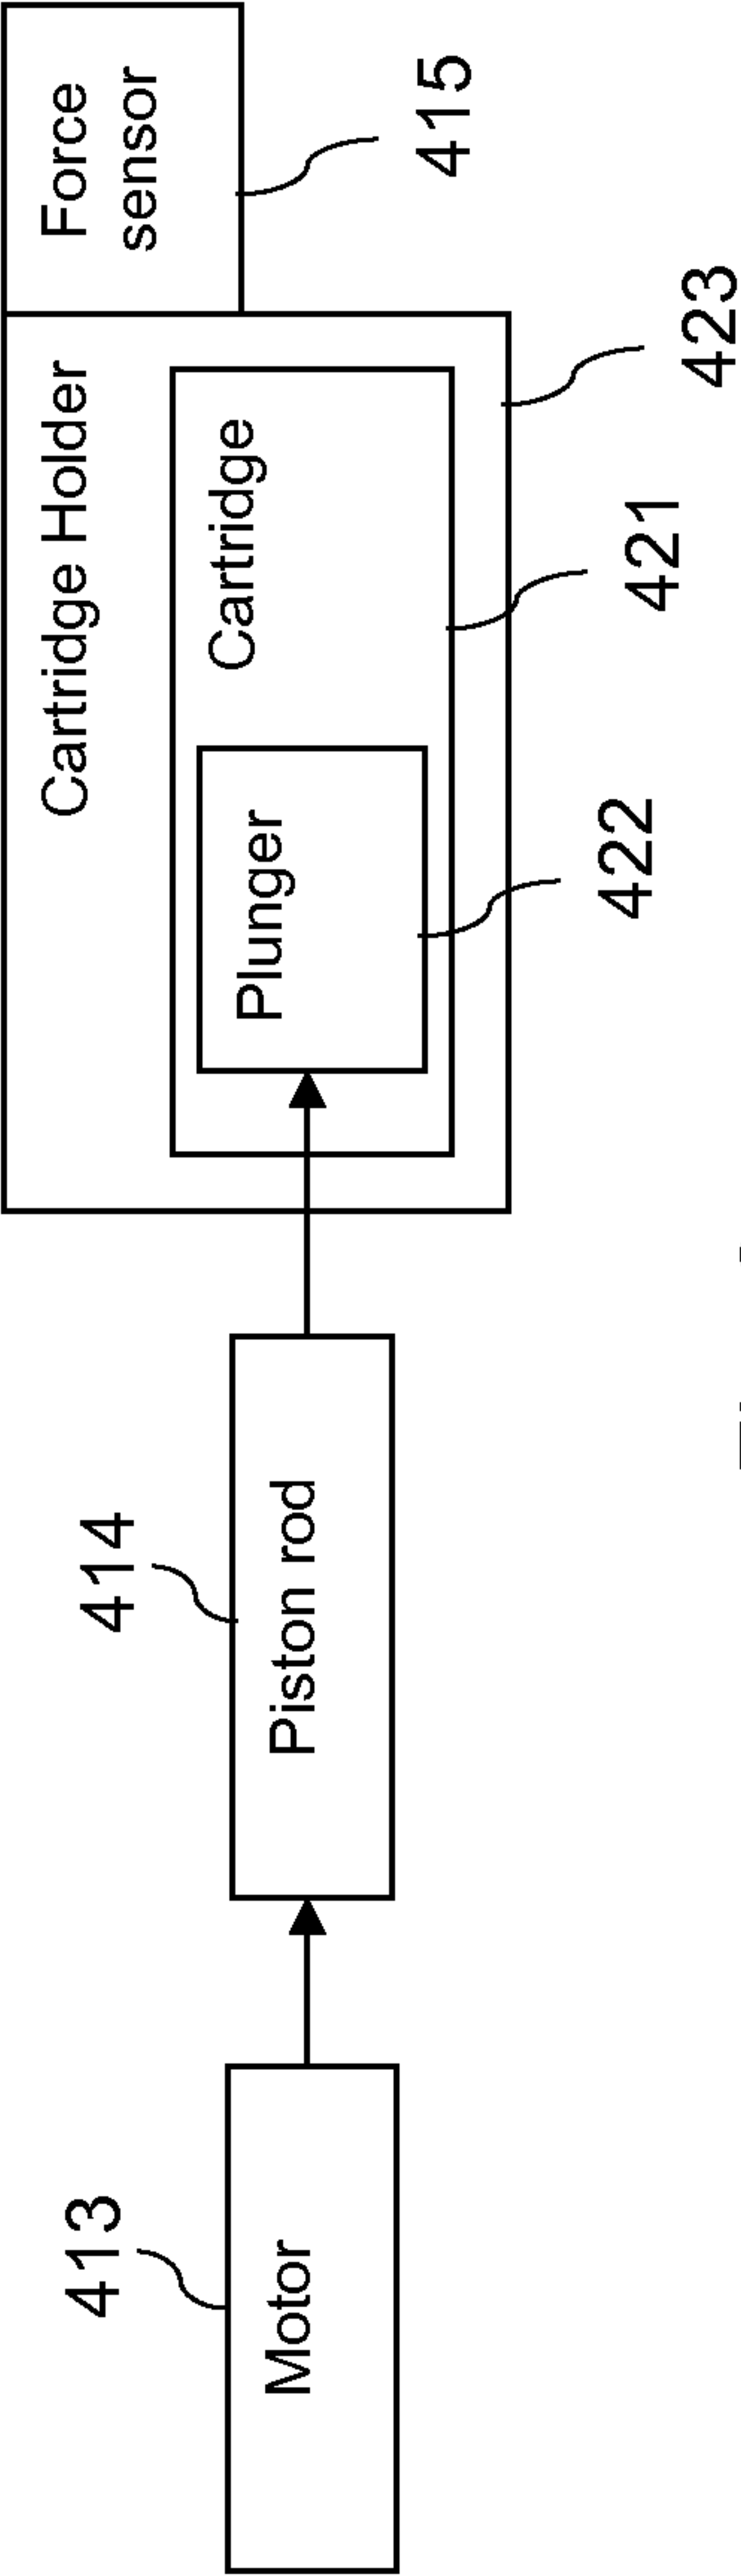 413
Motor
414
Piston rod
Cartridge Holder
Cartridge
Plunger
Force
sensor
415
422
421
423